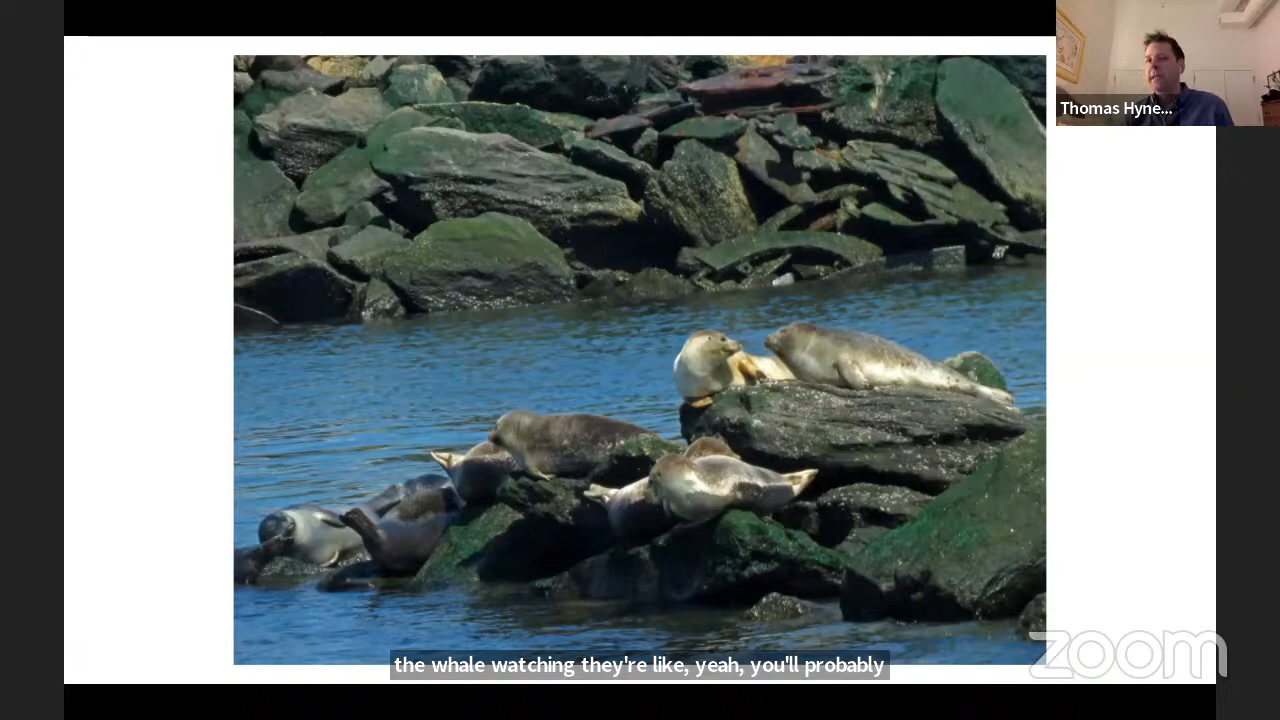 Thomas Hyne...
the whale watching they're like, yeah, you'll probably
zoom